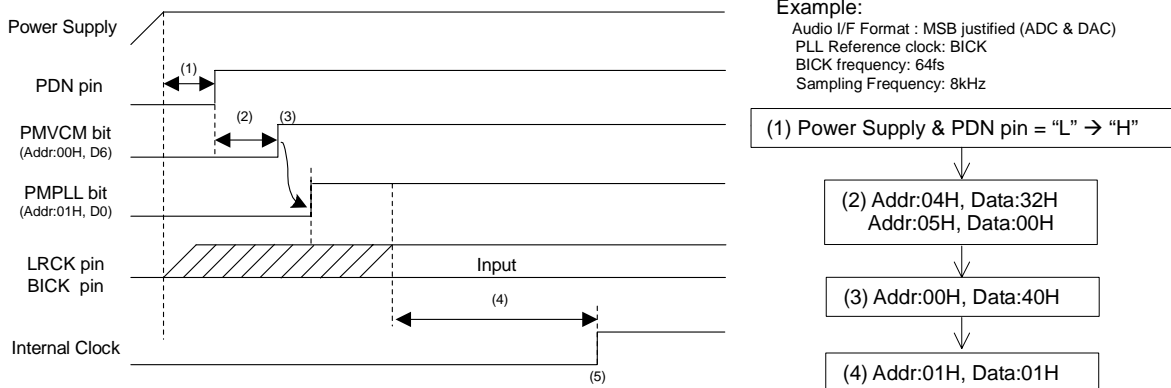 Power Supply
PDN pin
PMVCM bit
(Addr:00H, D6)
PMPLL bit
(Addr:01H, D0)
LRCK pin
BICK pin
Internal Clock
(1)
(2)
(3)
Input
(4)
(5)
Example:
Audio I/F Format : MSB justified (ADC & DAC)
PLL Reference clock: BICK
BICK frequency: 64fs
Sampling Frequency: 8kHz
(1) Power Supply & PDN pin = “L” → “H”
(2) Addr:04H, Data:32H
Addr:05H, Data:00H
(3) Addr:00H, Data:40H
(4) Addr:01H, Data:01H